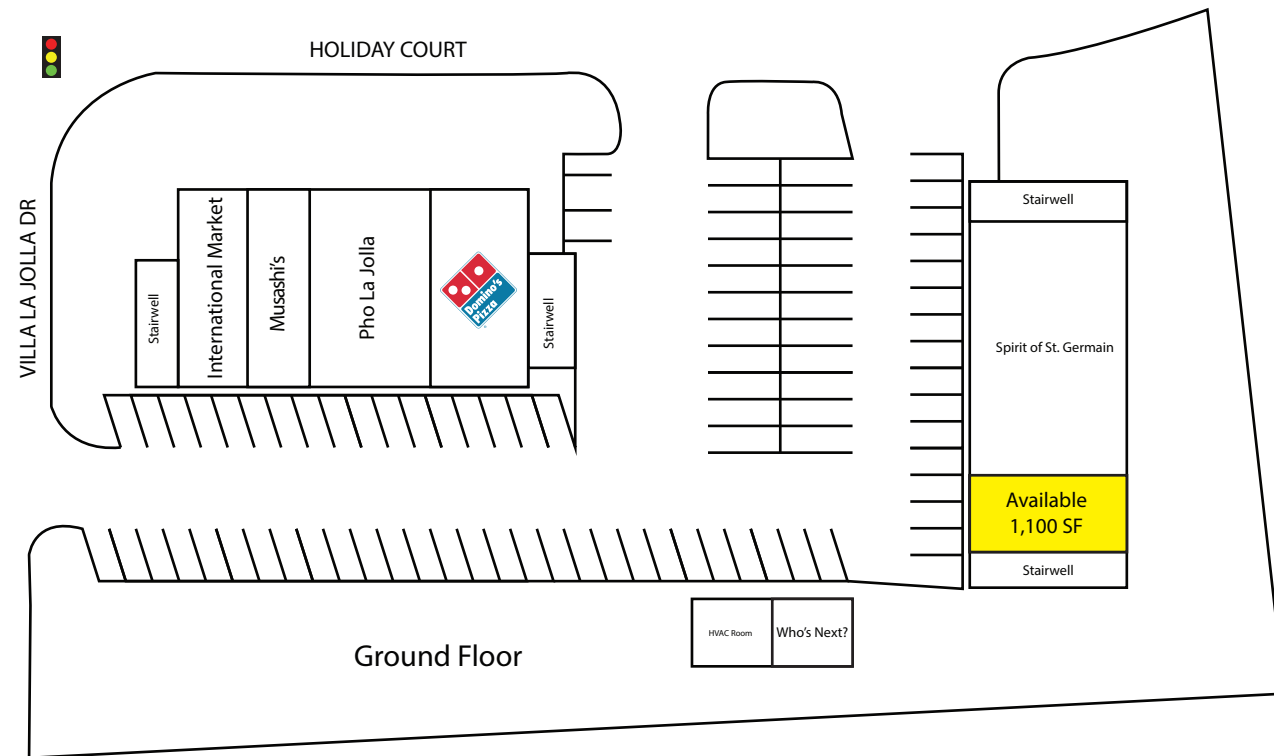 HOLIDAY COURT
VILLA LA JOLLA DR
Stairwell
International Market
Musashi's
Pho La Jolla
Domino's
Pizza
Stairwell
Stairwell
Spirit of St. Germain
Available
1,100 SF
Stairwell
HVAC Room
Who's Next?
Ground Floor